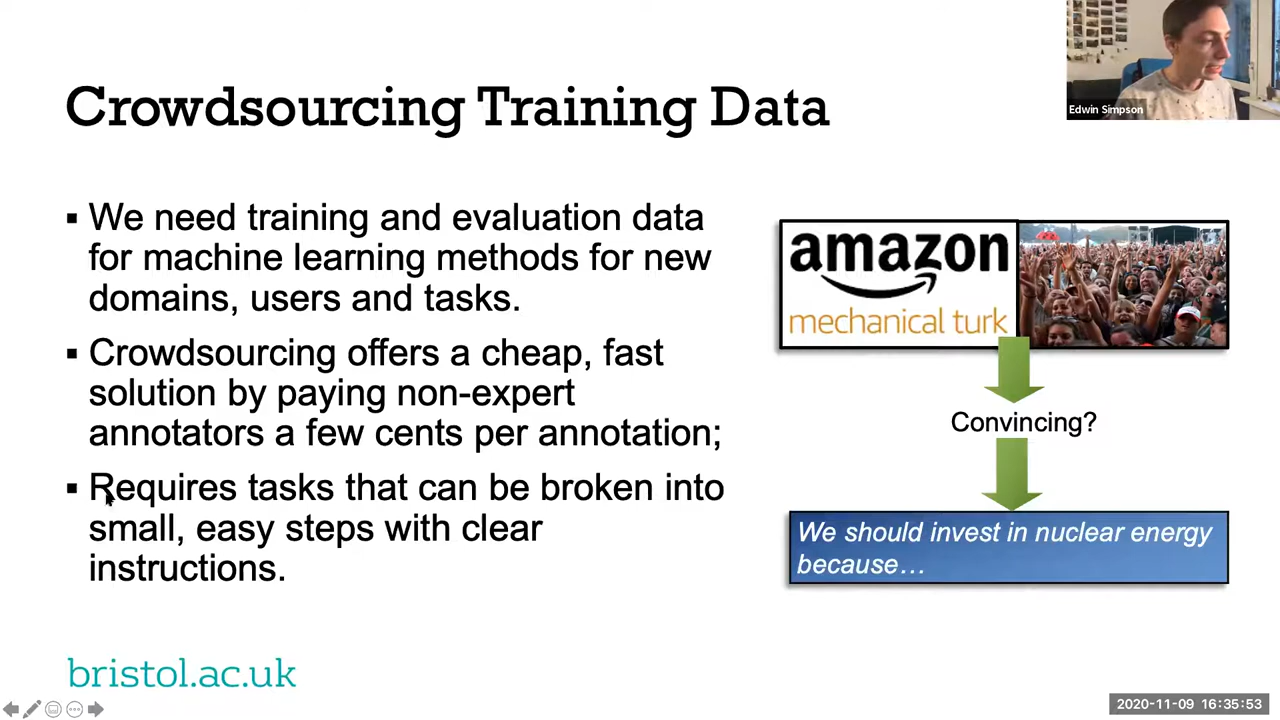 Crowdsourcing Training Data
Edwin Simpson
▪ We need training and evaluation data
for machine learning methods for new
domains, users and tasks.
▪ Crowdsourcing offers a cheap, fast
solution by paying non-expert
annotators a few cents per annotation;
▪ Requires tasks that can be broken into
small, easy steps with clear
instructions.
amazon
mechanical turk
Convincing?
We should invest in nuclear energy
because…
bristol.ac.uk
2020-11-09 16:35:53